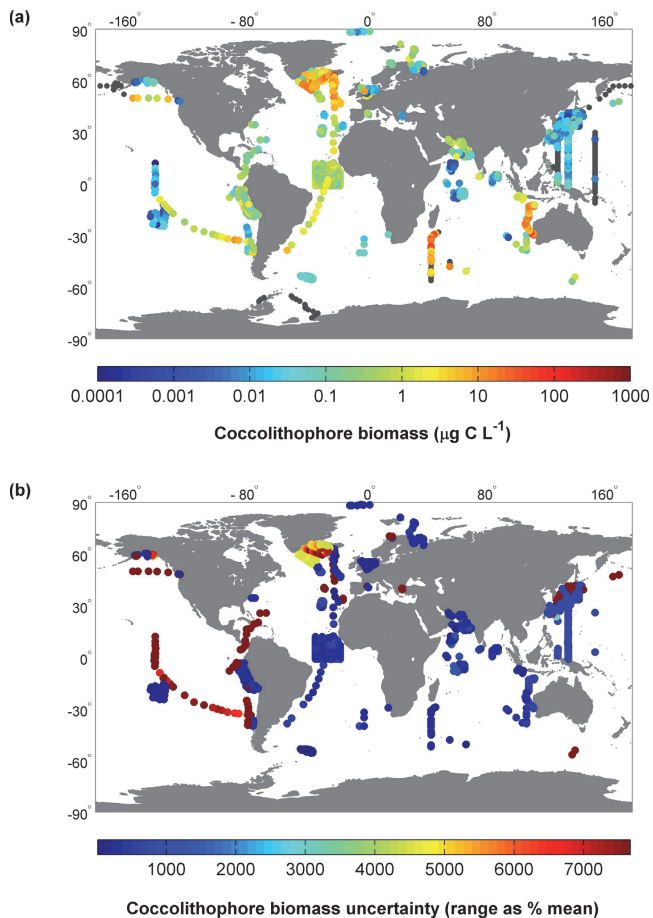 (a)
-160° -80° 0° 80° 160°
90°
60°
30°
0°
-30°
-60°
-90°
0.0001 0.001 0.01 0.1 1 10 100 1000
Coccolithophore biomass (μg C L⁻¹)
(b)
-160° -80° 0° 80° 160°
90°
60°
30°
0°
-30°
-60°
-90°
1000 2000 3000 4000 5000 6000 7000
Coccolithophore biomass uncertainty (range as % mean)